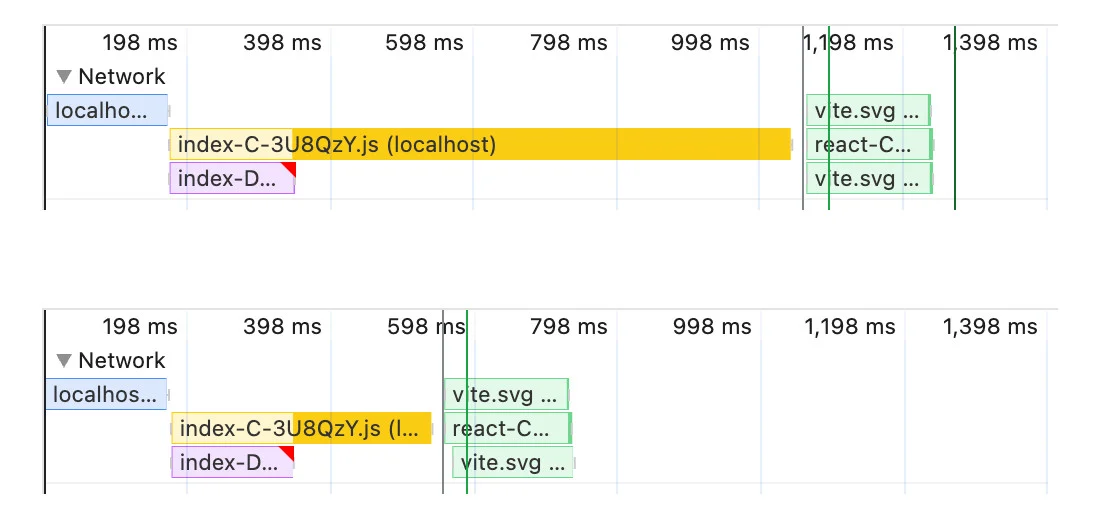 198 ms 398 ms 598 ms 798 ms 998 ms 1,198 ms 1,398 ms
▼ Network
localho...
vite.svg ...
index-C-3U8QzY.js (localhost)
react-C...
index-D...
vite.svg ...
198 ms 398 ms 598 ms 798 ms 998 ms 1,198 ms 1,398 ms
▼ Network
localhos...
vite.svg ...
index-C-3U8QzY.js (l...
react-C...
index-D...
vite.svg ...